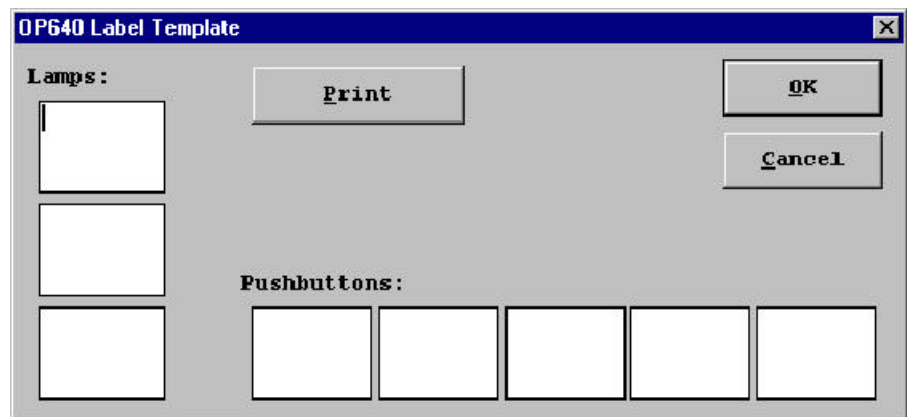 OP640 Label Template
Lamps:
Print
OK
Cancel
Pushbuttons: